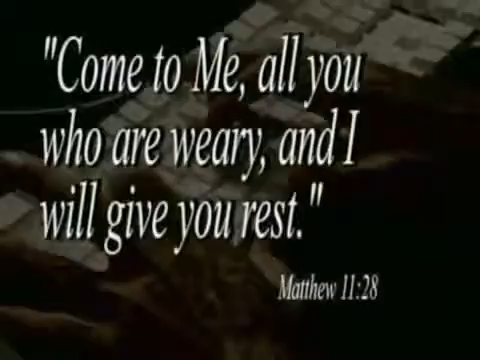 "Come to Me, all you
who are weary, and I
will give you rest."
Matthew 11:28